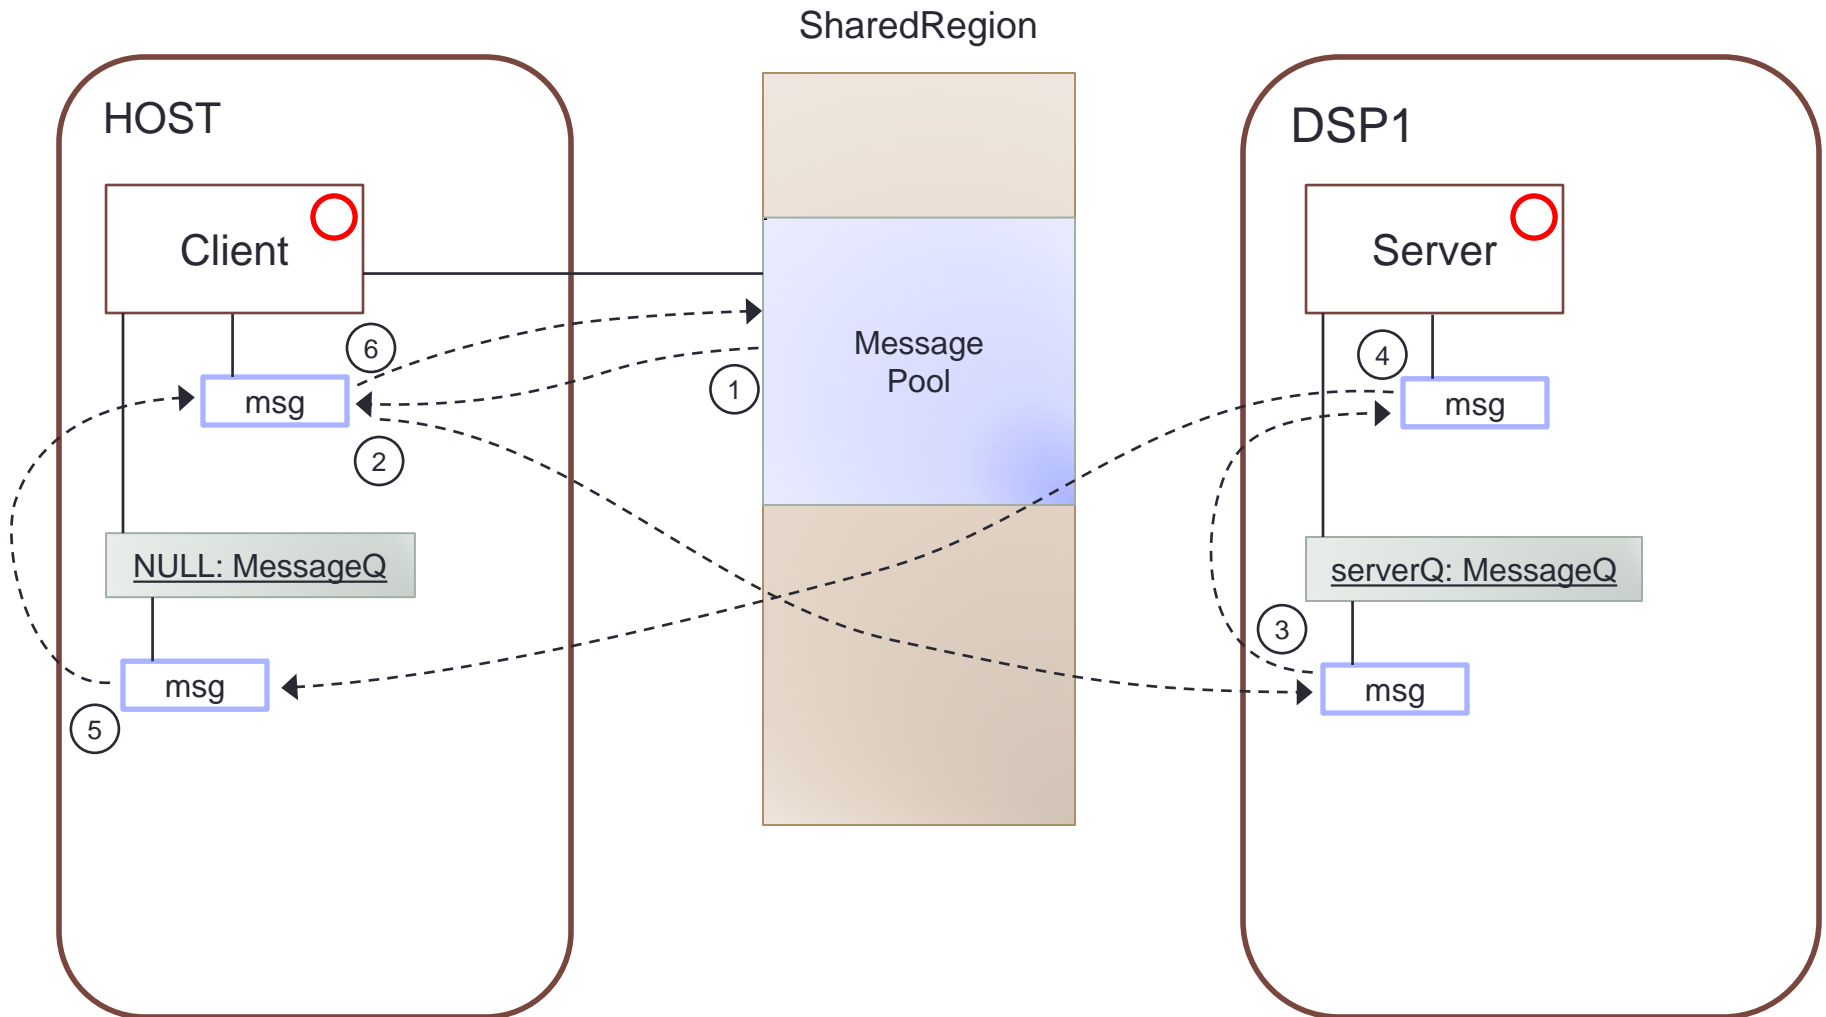 SharedRegion
HOST
DSP1
Client
Server
6
4
Message
Pool
1
msg
msg
2
NULL: MessageQ
serverQ: MessageQ
3
msg
msg
5